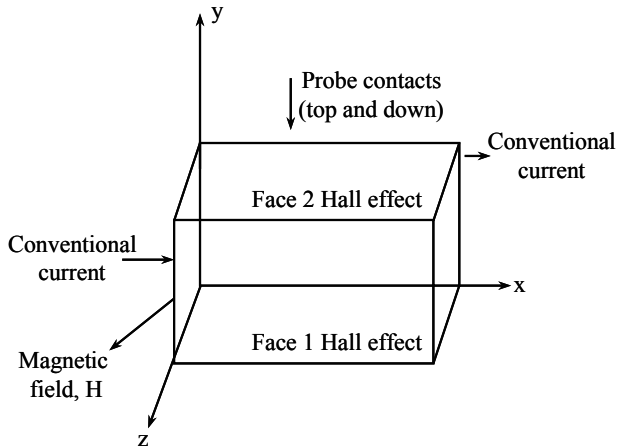 y
Probe contacts
(top and down)
Conventional
current
Face 2 Hall effect
Conventional
current
x
Face 1 Hall effect
Magnetic
field, H
z